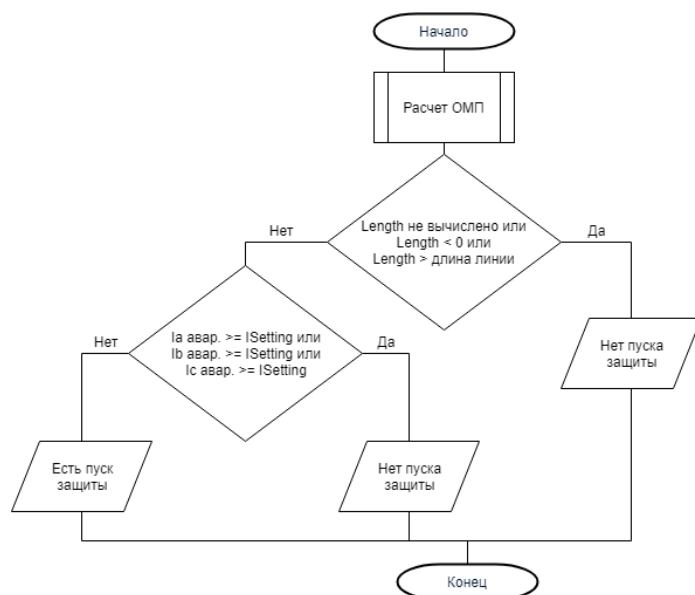 Начало
Расчет ОМП
Length не вычислено или
Length < 0 или
Length > длина линии
Нет
Да
Ia авар. >= ISetting или
Ib авар. >= ISetting или
Ic авар. >= ISetting
Нет
Да
Нет пуска
защиты
Есть пуск
защиты
Нет пуска
защиты
Конец